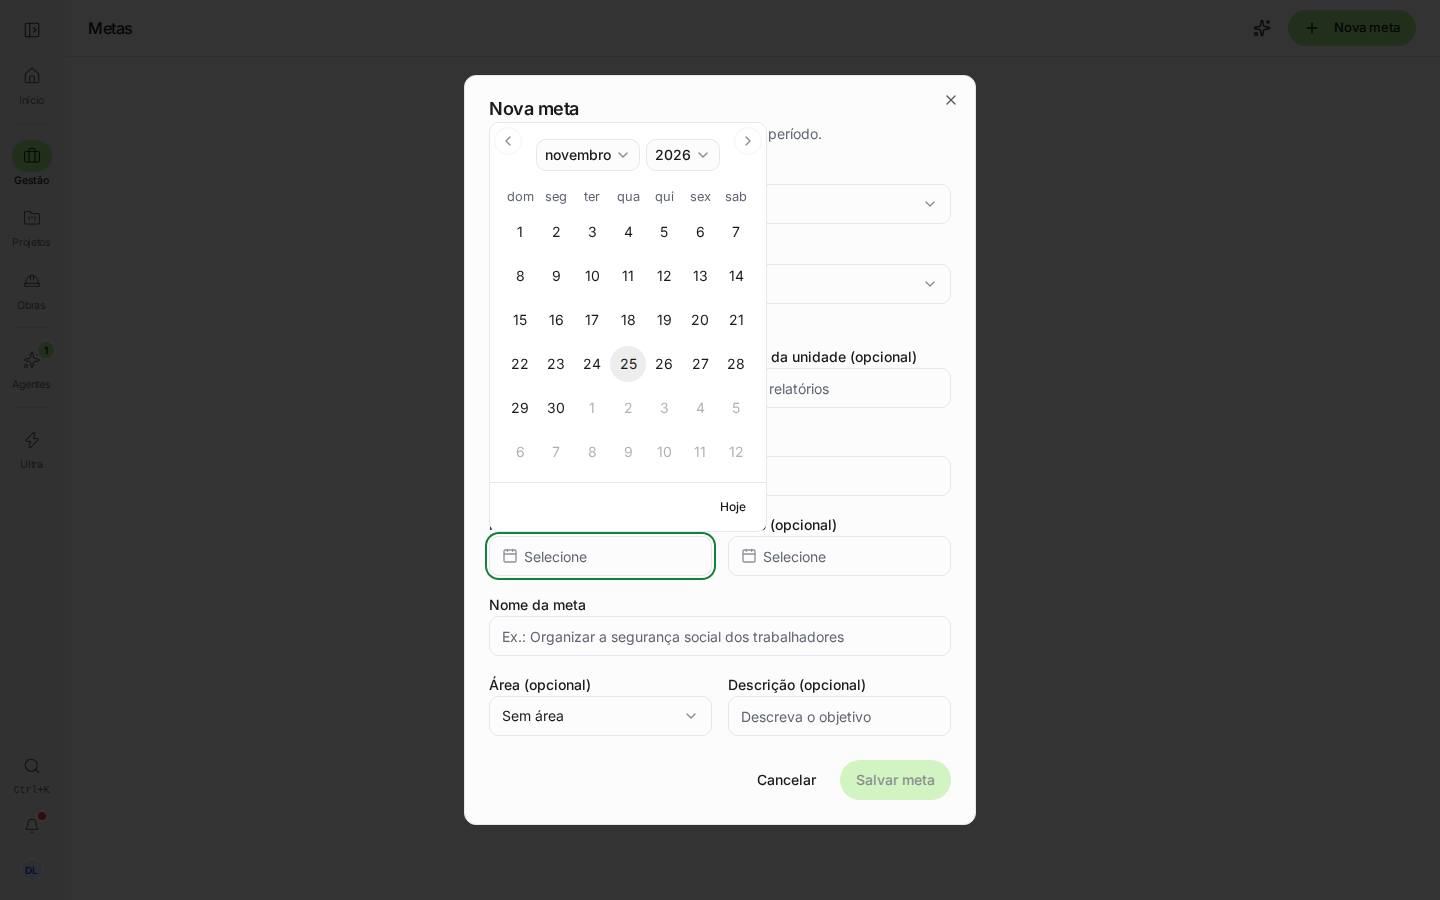 Metas
Nova meta
Início
Gestão
Projetos
Obras
1
Agentes
Ultra
Ctrl+K
DL
Nova meta
período.
novembro
2026
dom seg ter qua qui sex sab
1 2 3 4 5 6 7
8 9 10 11 12 13 14
15 16 17 18 19 20 21
22 23 24 25 26 27 28
29 30 1 2 3 4 5
6 7 8 9 10 11 12
Hoje
da unidade (opcional)
relatórios
(opcional)
Selecione
Selecione
Nome da meta
Ex.: Organizar a segurança social dos trabalhadores
Área (opcional)
Descrição (opcional)
Sem área
Descreva o objetivo
Cancelar
Salvar meta